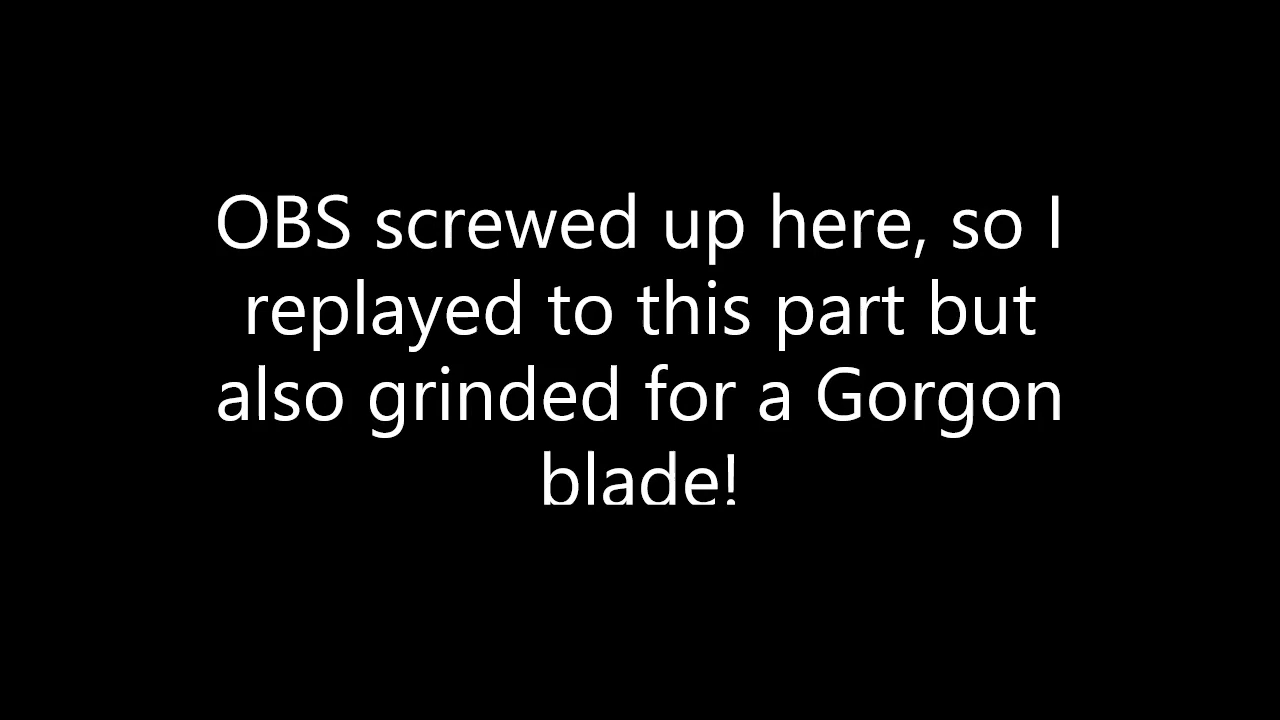 OBS screwed up here, so I
replayed to this part but
also grinded for a Gorgon
blade!